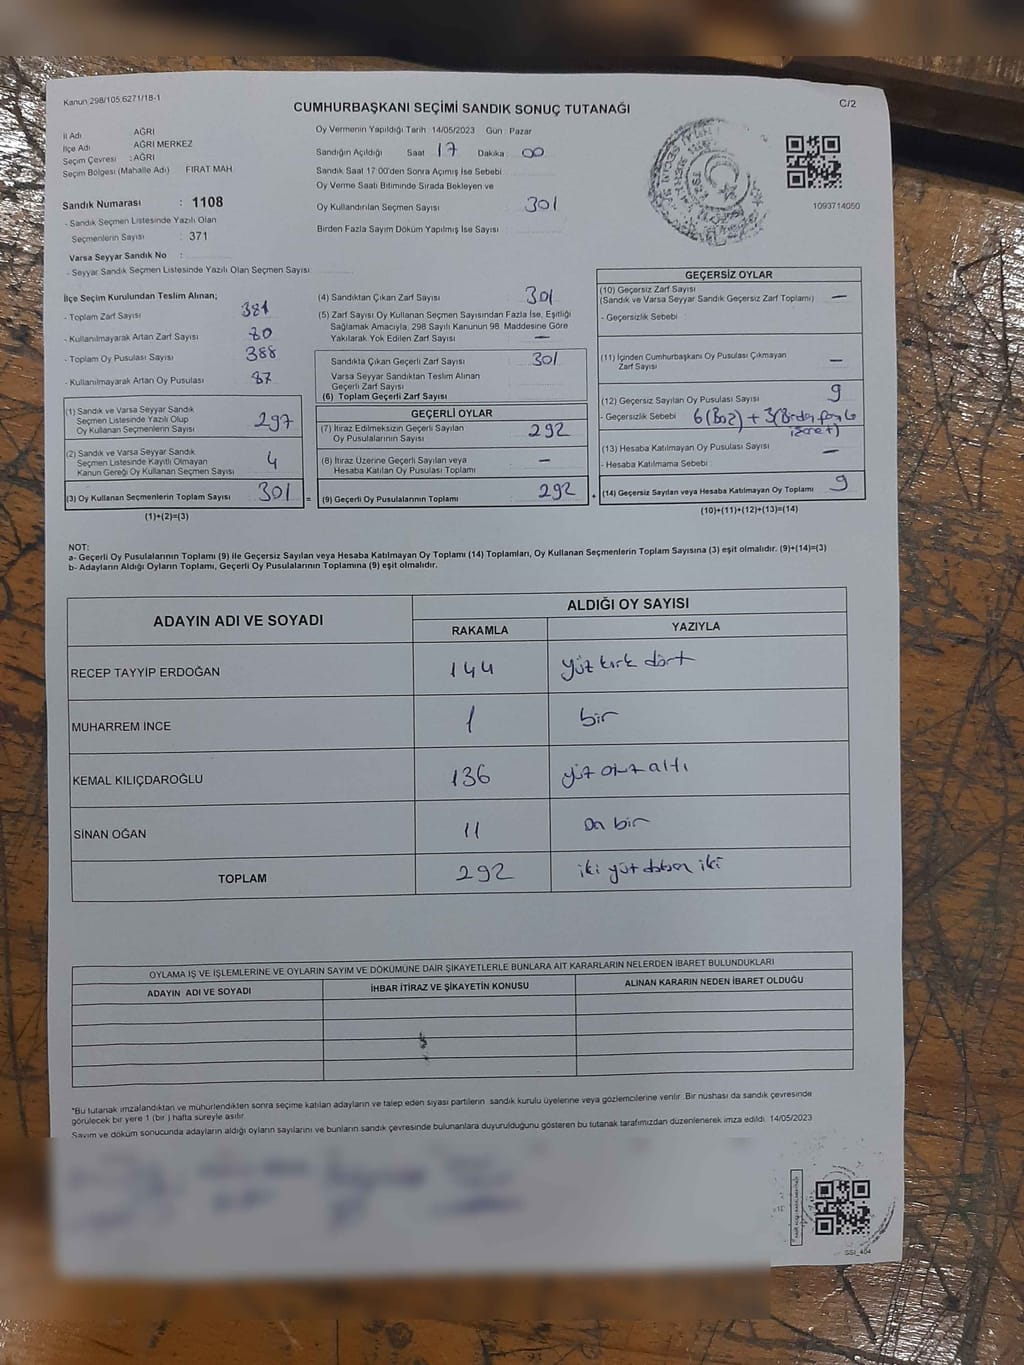 Kanun 298/105,6271/18-1
CUMHURBAŞKANI SEÇİMİ SANDIK SONUÇ TUTANAĞI
C/2
İl Adı AĞRI
İlçe Adı AĞRI MERKEZ
Seçim Çevresi : AĞRI
Seçim Bölgesi (Mahalle Adı) FIRAT MAH
Sandık Numarası : 1108
- Sandık Seçmen Listesinde Yazılı Olan
Seçmenlerin Sayısı : 371
Varsa Seyyar Sandık No :
- Seyyar Sandık Seçmen Listesinde Yazılı Olan Seçmen Sayısı
Oy Vermenin Yapıldığı Tarih 14/05/2023 Gün : Pazar
Sandığın Açıldığı Saat 17 Dakika : 00
Sandık Saat 17 00'den Sonra Açımış İse Sebebi
Oy Verme Saati Bitiminde Sırada Bekleyen ve
Oy Kullandırılan Seçmen Sayısı 301
Birden Fazla Sayım Döküm Yapılmış İse Sayısı
1093714050
İlçe Seçim Kurulundan Teslim Alınan;
- Toplam Zarf Sayısı 381
- Kullanılmayarak Artan Zarf Sayısı 80
- Toplam Oy Pusulası Sayısı 388
- Kullanılmayarak Artan Oy Pusulası 87
(1) Sandık ve Varsa Seyyar Sandık
Seçmen Listesinde Yazılı Olup
Oy Kullanan Seçmenlerin Sayısı 297
(2) Sandık ve Varsa Seyyar Sandık
Seçmen Listesinde Kayıtlı Olmayan
Kanun Gereği Oy Kullanan Seçmen Sayısı 4
(3) Oy Kullanan Seçmenlerin Toplam Sayısı 301 =
(1)+(2)=(3)
(4) Sandıktan Çıkan Zarf Sayısı 301
(5) Zarf Sayısı Oy Kullanan Seçmen Sayısından Fazla İse, Eşitliği
Sağlamak Amacıyla, 298 Sayılı Kanunun 98. Maddesine Göre
Yakılarak Yok Edilen Zarf Sayısı —
Sandıkta Çıkan Geçerli Zarf Sayısı 301
Varsa Seyyar Sandıktan Teslim Alınan
Geçerli Zarf Sayısı
(6) Toplam Geçerli Zarf Sayısı
GEÇERLİ OYLAR
(7) İtiraz Edilmeksizin Geçerli Sayılan
Oy Pusulalarının Sayısı 292
(8) İtiraz Üzerine Geçerli Sayılan veya
Hesaba Katılan Oy Pusulası Toplamı —
(9) Geçerli Oy Pusulalarının Toplamı 292
GEÇERSİZ OYLAR
(10) Geçersiz Zarf Sayısı
(Sandık ve Varsa Seyyar Sandık Geçersiz Zarf Toplamı) —
- Geçersizlik Sebebi :
(11) İçinden Cumhurbaşkanı Oy Pusulası Çıkmayan
Zarf Sayısı —
(12) Geçersiz Sayılan Oy Pusulası Sayısı 9
- Geçersizlik Sebebi 6 (Boş) + 3 (Birden fazla
işaret)
(13) Hesaba Katılmayan Oy Pusulası Sayısı —
- Hesaba Katılmama Sebebi :
(14) Geçersiz Sayılan veya Hesaba Katılmayan Oy Toplamı 9
(10)+(11)+(12)+(13)=(14)
NOT:
a- Geçerli Oy Pusulalarının Toplamı (9) ile Geçersiz Sayılan veya Hesaba Katılmayan Oy Toplamı (14) Toplamları, Oy Kullanan Seçmenlerin Toplam Sayısına (3) eşit olmalıdır. (9)+(14)=(3)
b- Adayların Aldığı Oyların Toplamı, Geçerli Oy Pusulalarının Toplamına (9) eşit olmalıdır.
ADAYIN ADI VE SOYADI
ALDIĞI OY SAYISI
RAKAMLA YAZIYLA
RECEP TAYYİP ERDOĞAN 144 yüz kırk dört
MUHARREM İNCE 1 bir
KEMAL KILIÇDAROĞLU 136 yüz otuz altı
SİNAN OĞAN 11 On bir
TOPLAM 292 iki yüz doksan iki
OYLAMA İŞ VE İŞLEMLERİNE VE OYLARIN SAYIM VE DÖKÜMÜNE DAİR ŞİKAYETLERLE BUNLARA AİT KARARLARIN NELERDEN İBARET BULUNDUKLARI
ADAYIN ADI VE SOYADI İHBAR İTİRAZ VE ŞİKAYETİN KONUSU ALINAN KARARIN NEDEN İBARET OLDUĞU
*Bu tutanak imzalandıktan ve mühürlendikten sonra seçime katılan adayların ve talep eden siyasi partilerin sandık kurulu üyelerine veya gözlemcilerine verilir. Bir nüshası da sandık çevresinde
görülecek bir yere 1 (bir ) hafta süreyle asılır.
Sayım ve döküm sonucunda adayların aldığı oyların sayılarını ve bunların sandık çevresinde bulunanlara duyurulduğunu gösteren bu tutanak tarafımızdan düzenlenerek imza edildi. 14/05/2023
SSI_404